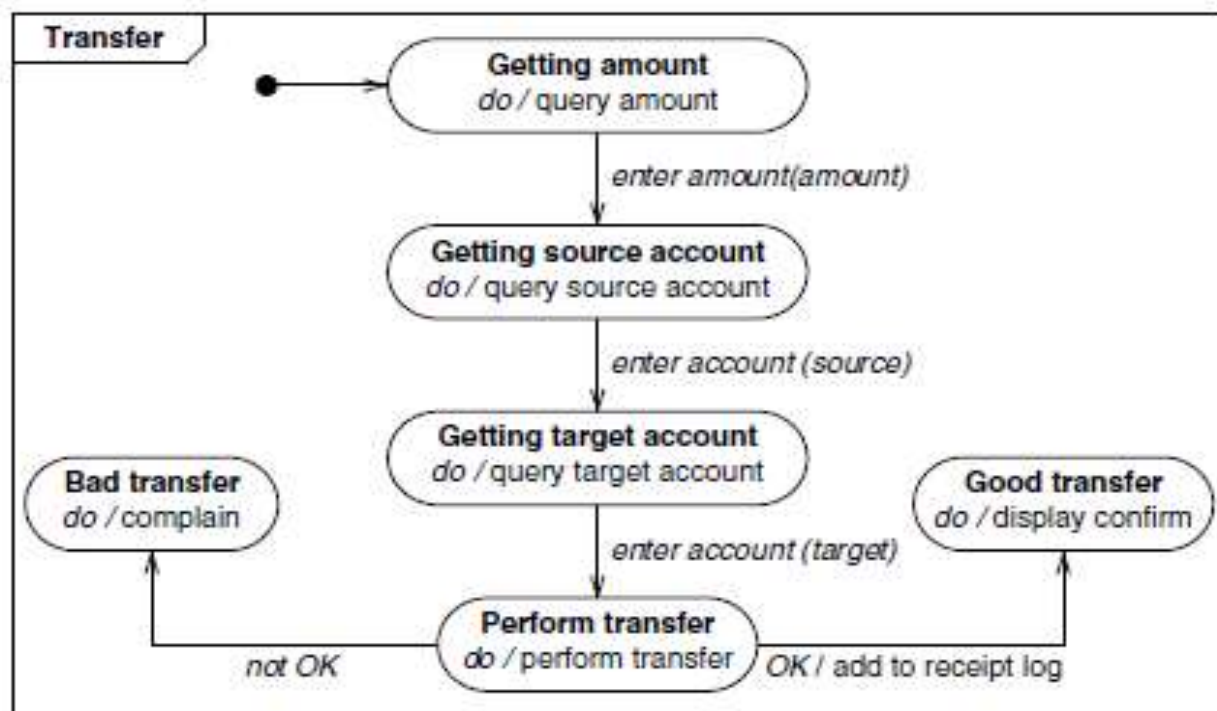 Transfer
Getting amount
do / query amount
enter amount(amount)
Getting source account
do / query source account
enter account (source)
Getting target account
do / query target account
Bad transfer
do / complain
Good transfer
do / display confirm
enter account (target)
Perform transfer
do / perform transfer
not OK
OK / add to receipt log